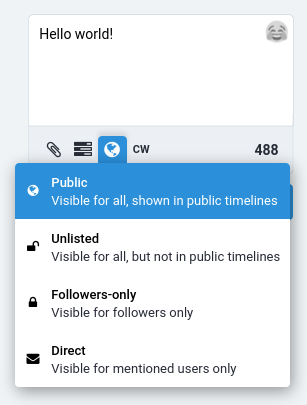 Hello world!
CW 488
Public
Visible for all, shown in public timelines
Unlisted
Visible for all, but not in public timelines
Followers-only
Visible for followers only
Direct
Visible for mentioned users only